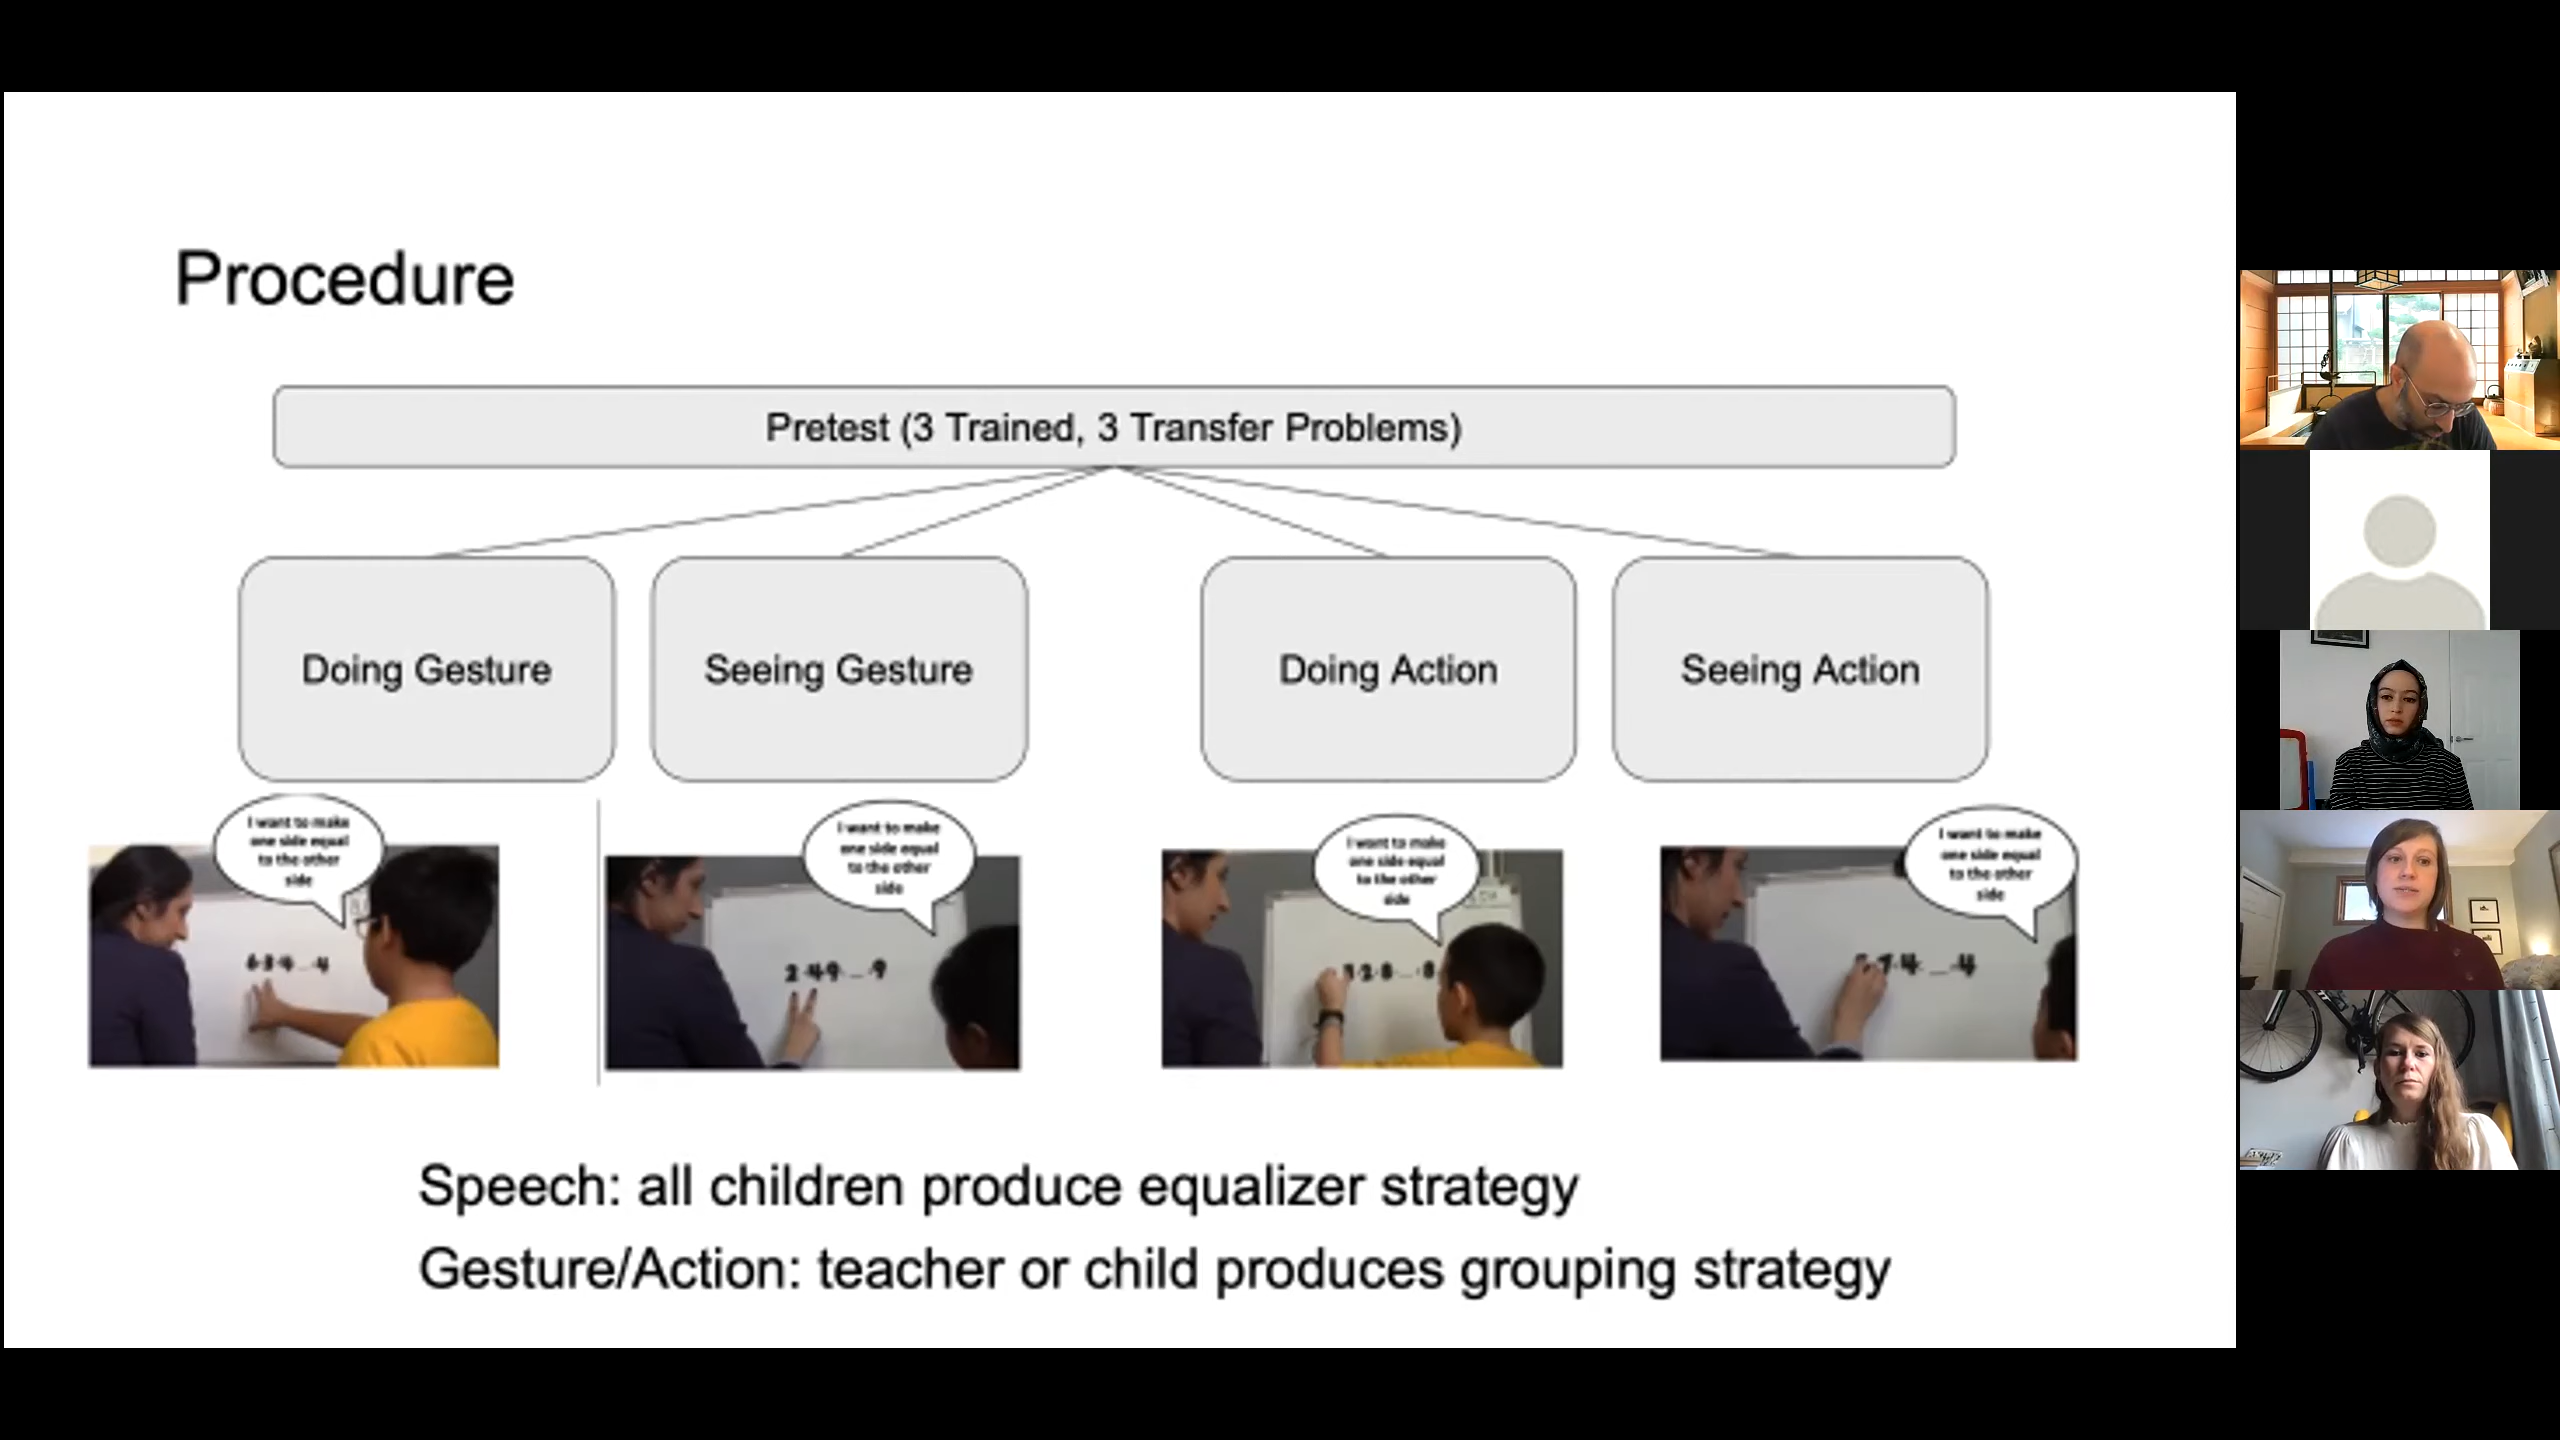 Procedure
Pretest (3 Trained, 3 Transfer Problems)
Doing Gesture
Seeing Gesture
Doing Action
Seeing Action
I want to make
one side equal
to the other
side
I want to make
one side equal
to the other
side
I want to make
one side equal
to the other
side
I want to make
one side equal
to the other
side
Speech: all children produce equalizer strategy
Gesture/Action: teacher or child produces grouping strategy